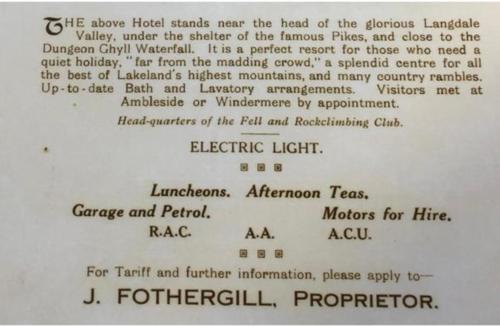 THE above Hotel stands near the head of the glorious Langdale
Valley, under the shelter of the famous Pikes, and close to the
Dungeon Ghyll Waterfall. It is a perfect resort for those who need a
quiet holiday, "far from the madding crowd," a splendid centre for all
the best of Lakeland's highest mountains, and many country rambles.
Up-to-date Bath and Lavatory arrangements. Visitors met at
Ambleside or Windermere by appointment.
Head-quarters of the Fell and Rockclimbing Club.
ELECTRIC LIGHT.
Luncheons. Afternoon Teas.
Garage and Petrol. Motors for Hire.
R.A.C. A.A. A.C.U.
For Tariff and further information, please apply to—
J. FOTHERGILL, PROPRIETOR.